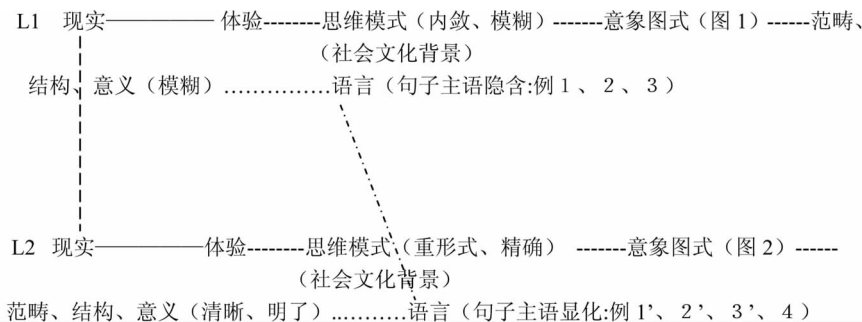 L1 现实————— 体验--------思维模式（内敛、模糊）-------意象图式（图 1）------范畴、
（社会文化背景）
结构、意义（模糊）……………语言（句子主语隐含:例１、２、３）
L2 现实—————体验--------思维模式（重形式、精确） -------意象图式（图 2）------
（社会文化背景）
范畴、结构、意义（清晰、明了）...………语言（句子主语显化:例 1’、２’、３’、４）